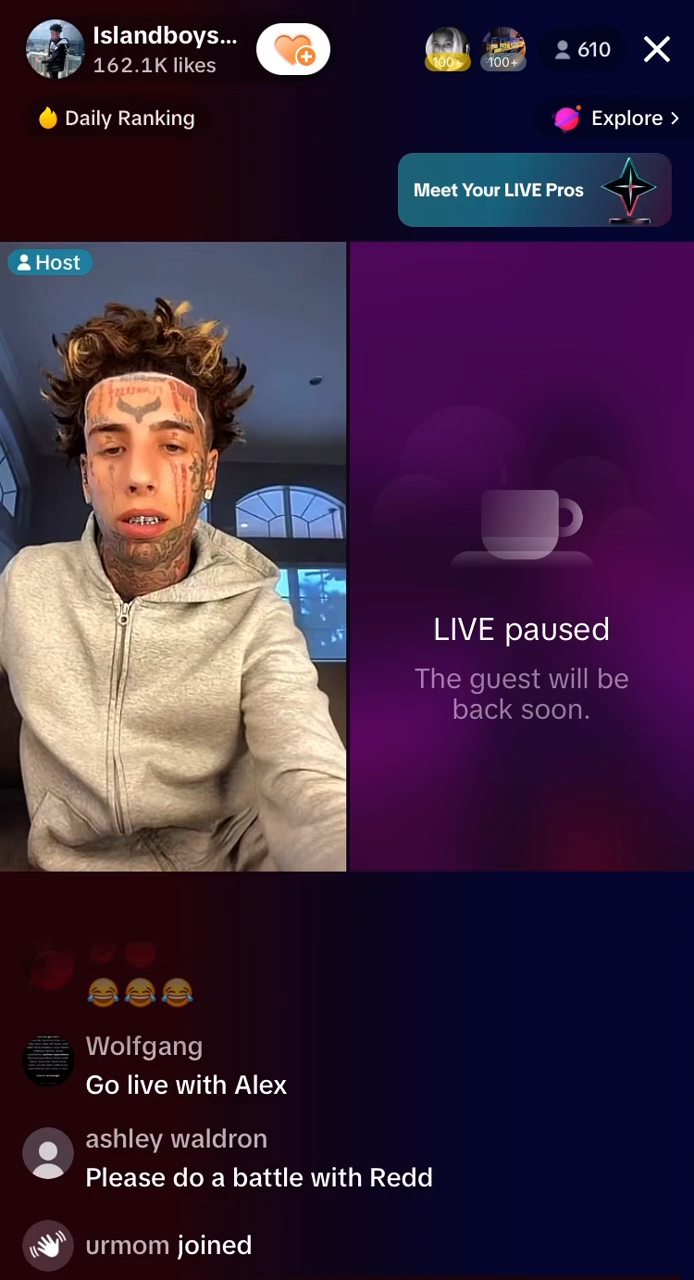 Islandboys...
162.1K likes
100+
100+
610
Daily Ranking
Explore >
Meet Your LIVE Pros
Host
LIVE paused
The guest will be
back soon.
😂😂😂
Wolfgang
Go live with Alex
ashley waldron
Please do a battle with Redd
urmom joined